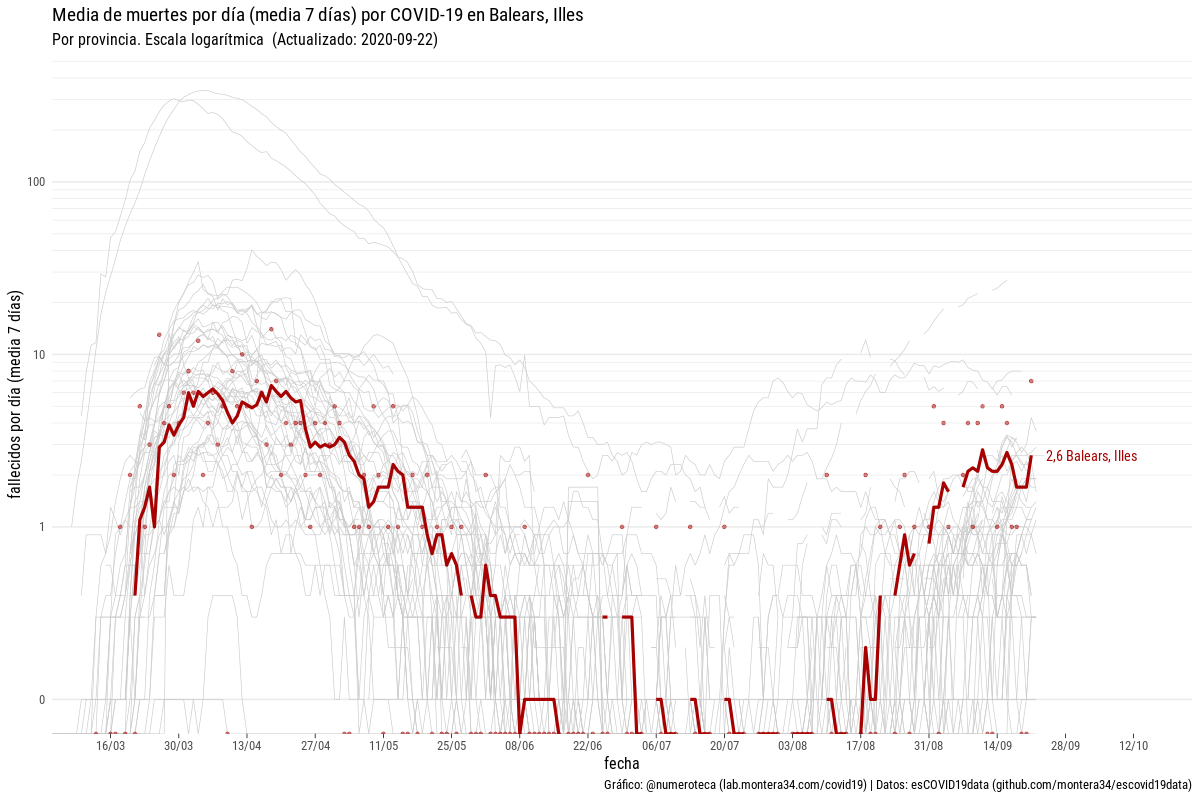 Media de muertes por día (media 7 días) por COVID-19 en Balears, Illes
Por provincia. Escala logarítmica (Actualizado: 2020-09-22)
fallecidos por día (media 7 días)
100
10
1
0
2,6 Balears, Illes
16/03 30/03 13/04 27/04 11/05 25/05 08/06 22/06 06/07 20/07 03/08 17/08 31/08 14/09 28/09 12/10
fecha
Gráfico: @numeroteca (lab.montera34.com/covid19) | Datos: esCOVID19data (github.com/montera34/escovid19data)